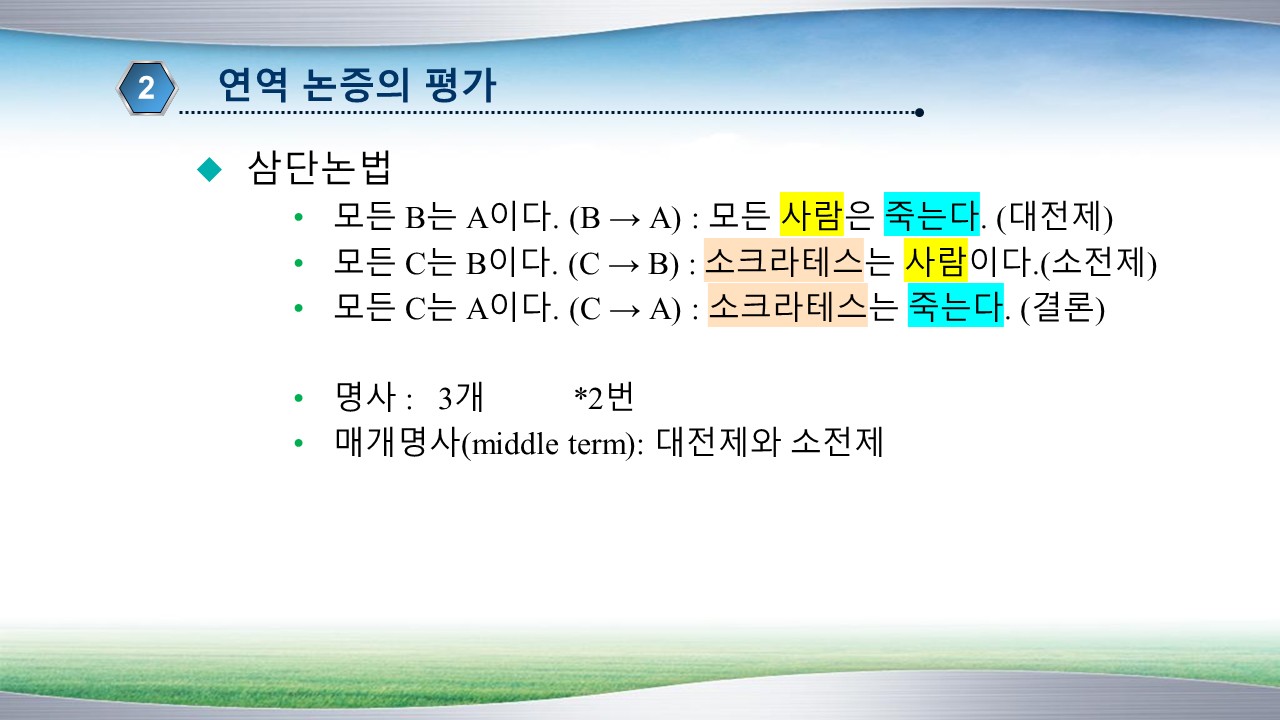 2 연역 논증의 평가
◆ 삼단논법
• 모든 B는 A이다. (B → A) : 모든 사람은 죽는다. (대전제)
• 모든 C는 B이다. (C → B) : 소크라테스는 사람이다.(소전제)
• 모든 C는 A이다. (C → A) : 소크라테스는 죽는다. (결론)
• 명사 : 3개 *2번
• 매개명사(middle term): 대전제와 소전제